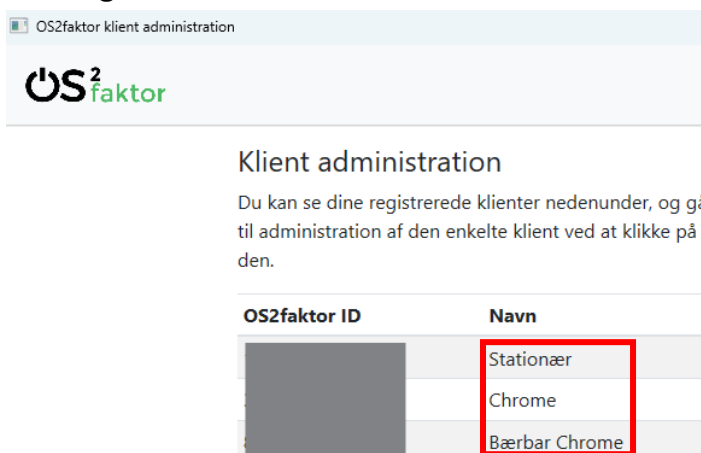 OS2faktor klient administration
OS2faktor
Klient administration
Du kan se dine registrerede klienter nedenunder, og gå
til administration af den enkelte klient ved at klikke på
den.
OS2faktor ID Navn
Stationær
Chrome
Bærbar Chrome